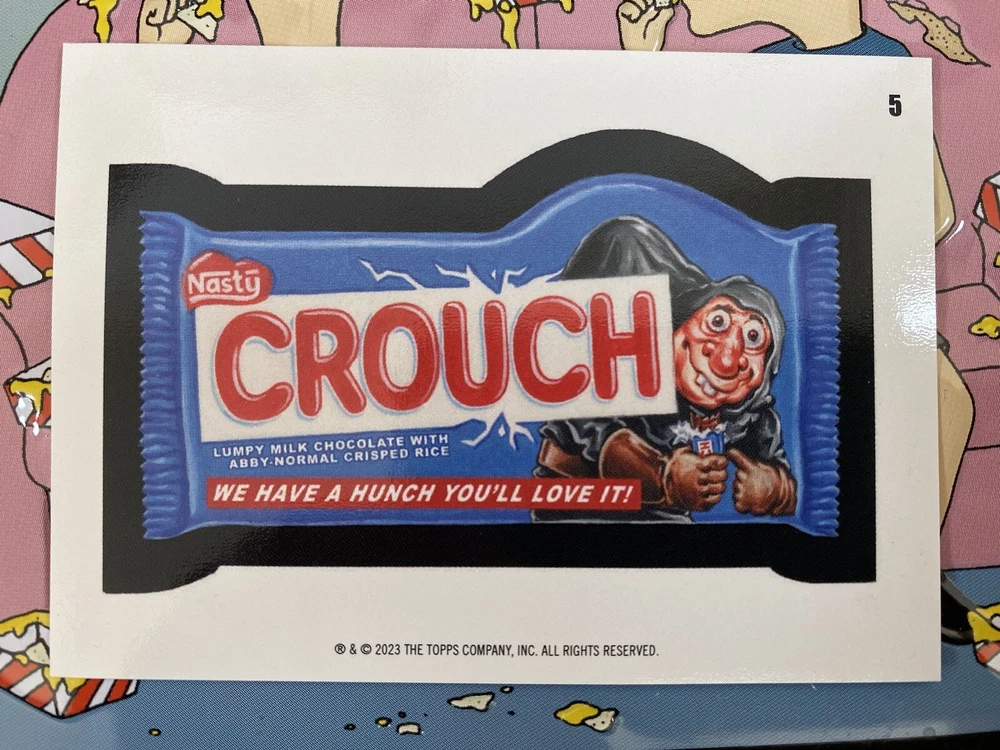 5
Nasty
CROUCH
LUMPY MILK CHOCOLATE WITH
ABBY-NORMAL CRISPED RICE
WE HAVE A HUNCH YOU'LL LOVE IT!
® & © 2023 THE TOPPS COMPANY, INC. ALL RIGHTS RESERVED.